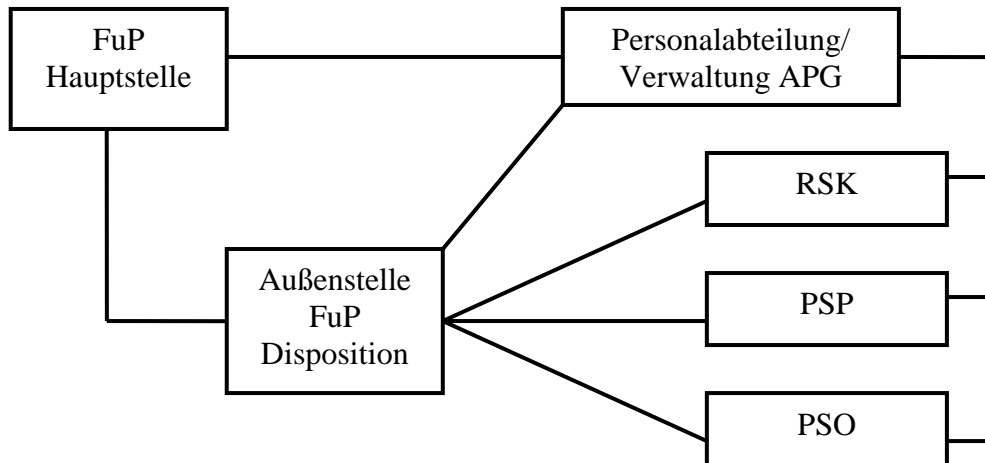 FuP
Hauptstelle
Personalabteilung/
Verwaltung APG
RSK
Außenstelle
FuP
Disposition
PSP
PSO